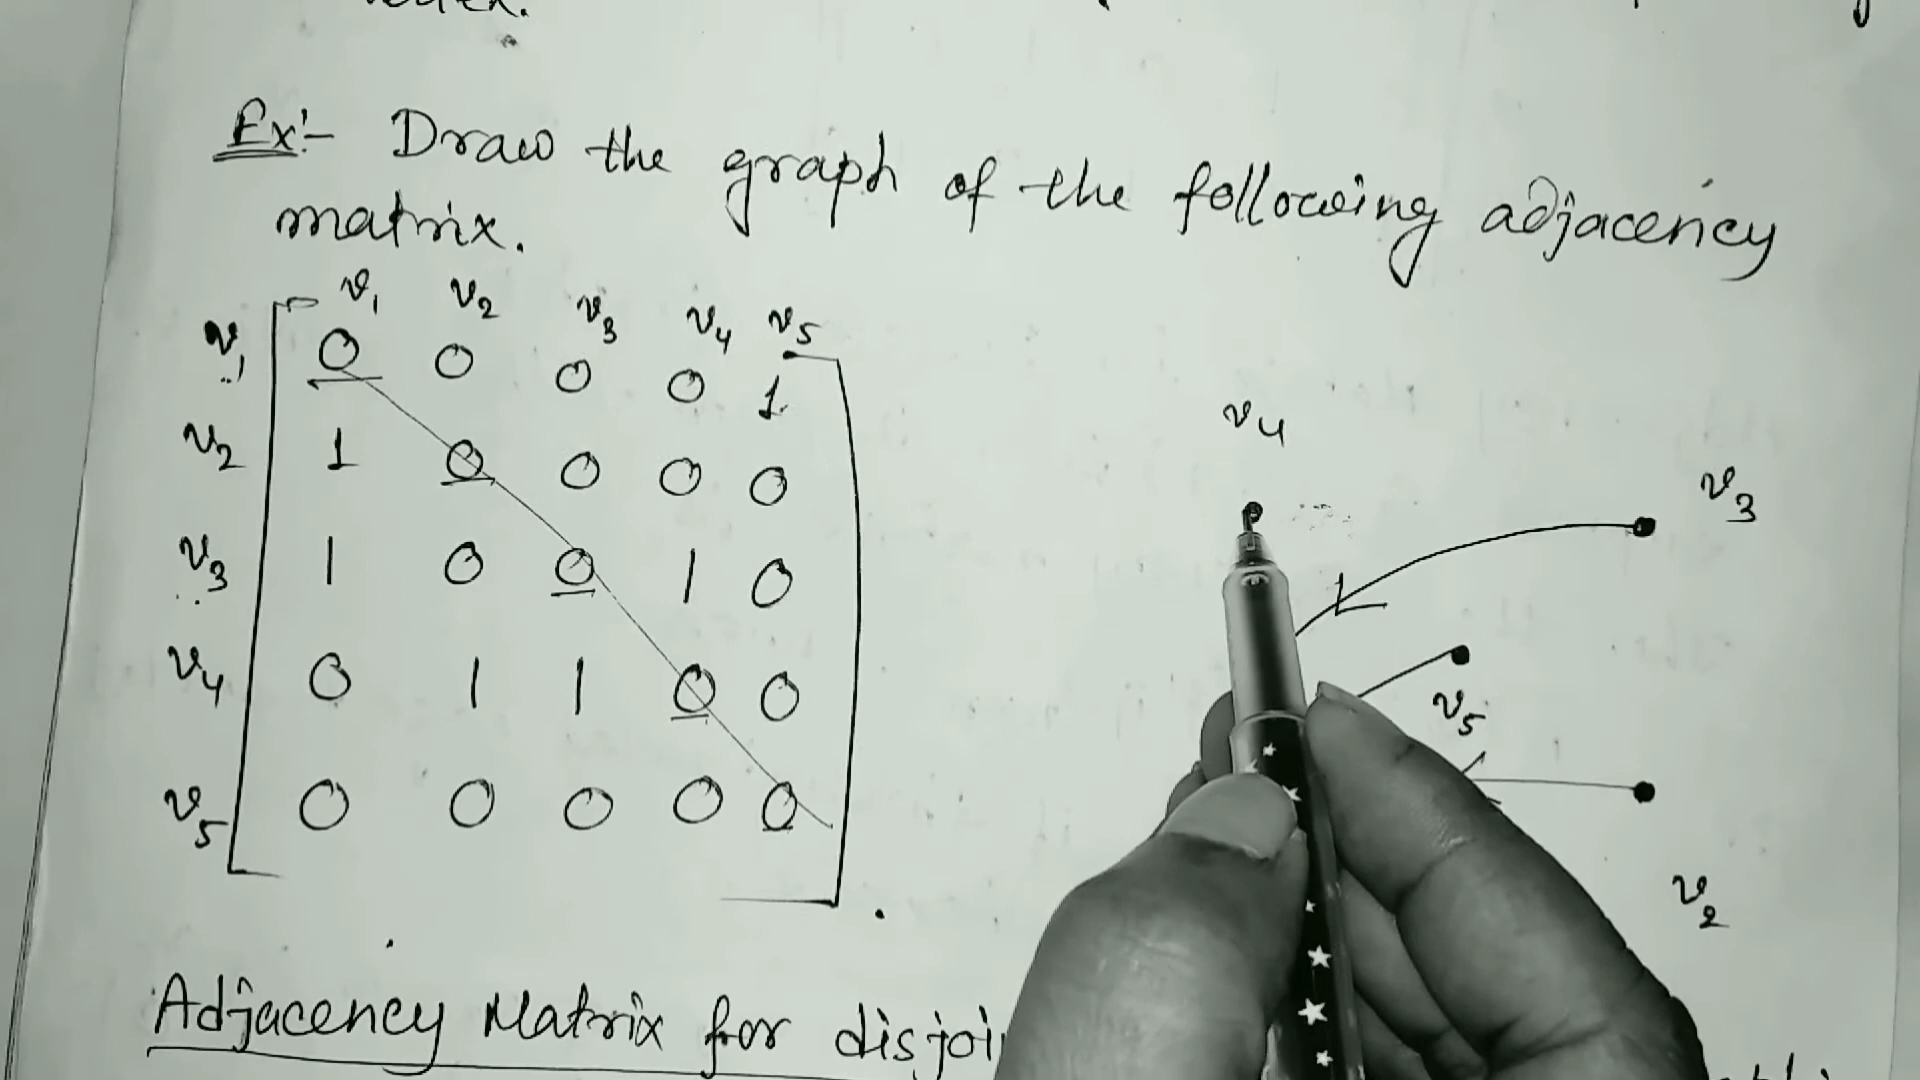 Ex:- Draw the graph of the following adjacency
matrix.
v1 v2 v3 v4 v5
v1 0 0 0 0 1
v2 1 0 0 0 0
v3 1 0 0 1 0
v4 0 1 1 0 0
v5 0 0 0 0 0
v4
v3
v5
v2
Adjacency Matrix for